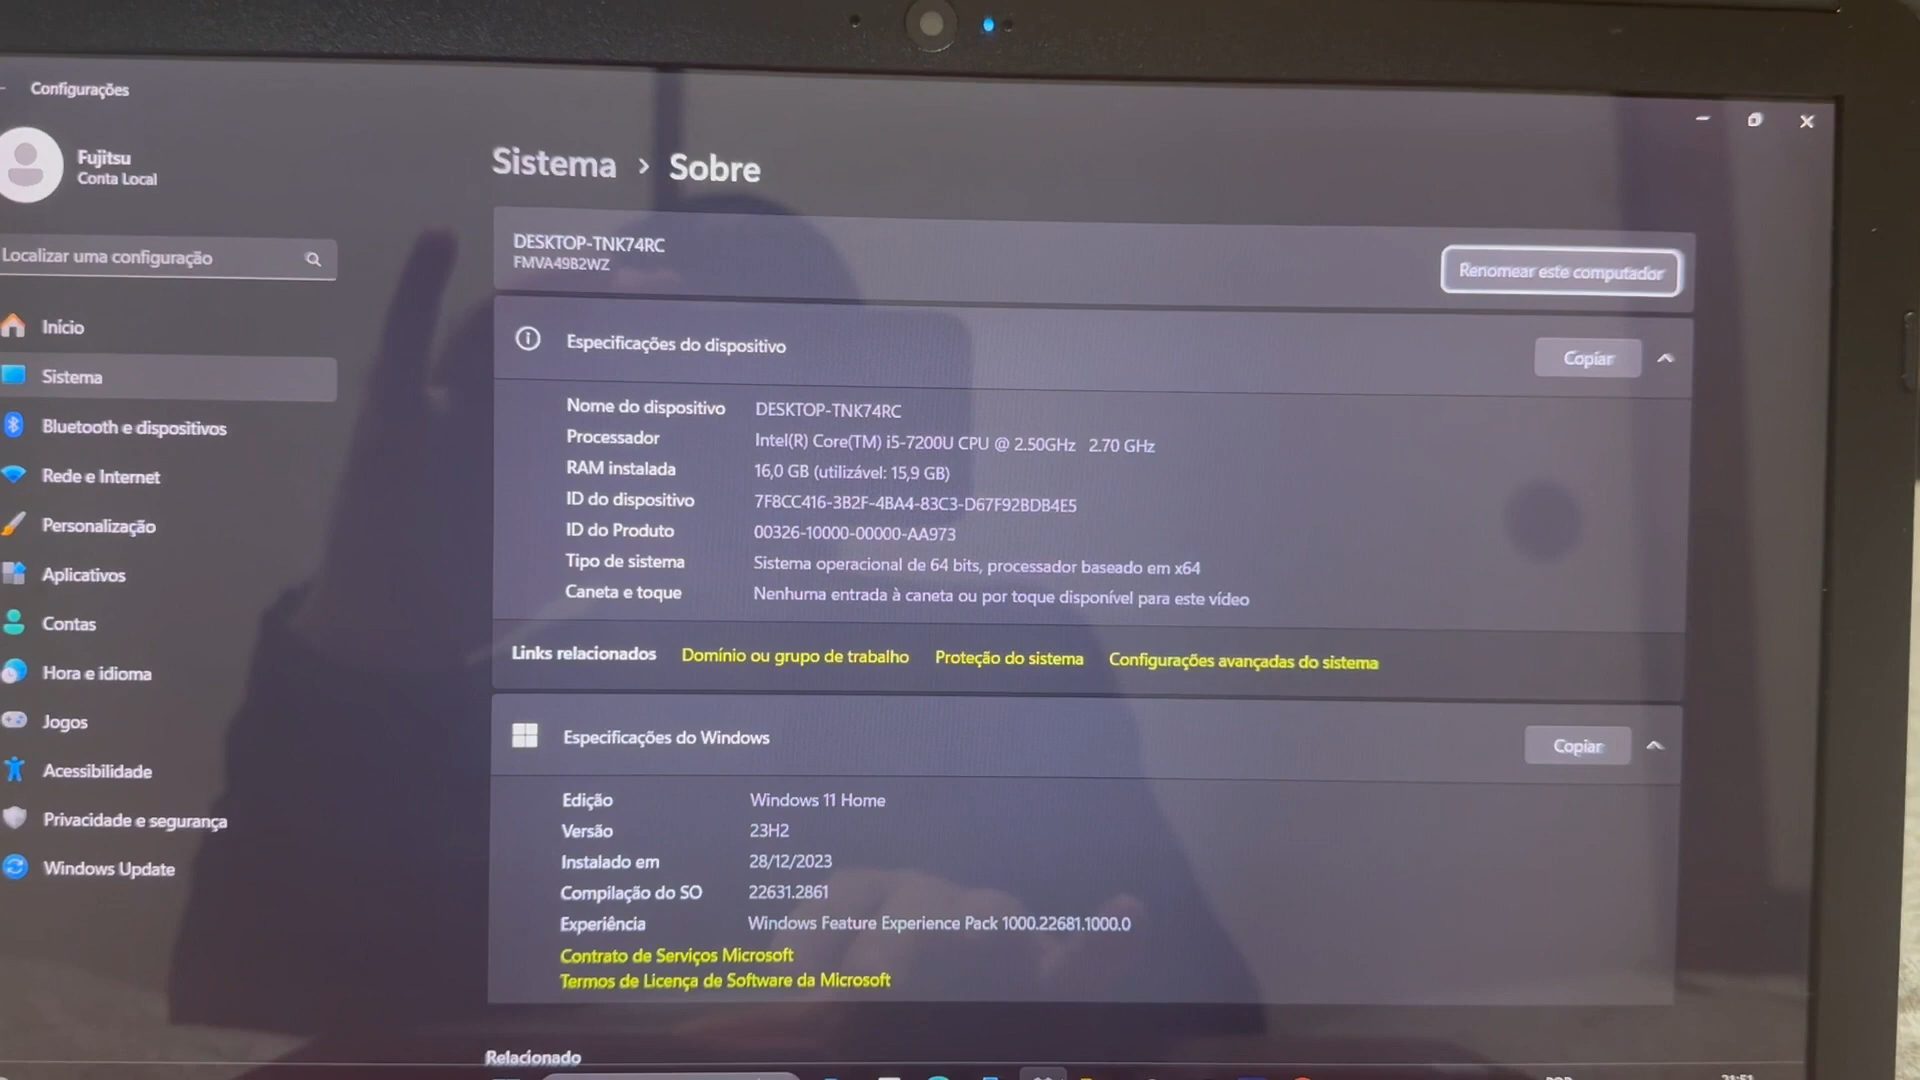 Configurações
Fujitsu
Conta Local
Localizar uma configuração
Início
Sistema
Bluetooth e dispositivos
Rede e Internet
Personalização
Aplicativos
Contas
Hora e idioma
Jogos
Acessibilidade
Privacidade e segurança
Windows Update
Sistema > Sobre
DESKTOP-TNK74RC
FMVA49B2WZ
Renomear este computador
Especificações do dispositivo
Copiar
Nome do dispositivo DESKTOP-TNK74RC
Processador Intel(R) Core(TM) i5-7200U CPU @ 2.50GHz 2.70 GHz
RAM instalada 16,0 GB (utilizável: 15,9 GB)
ID do dispositivo 7F8CC416-3B2F-4BA4-83C3-D67F92BDB4E5
ID do Produto 00326-10000-00000-AA973
Tipo de sistema Sistema operacional de 64 bits, processador baseado em x64
Caneta e toque Nenhuma entrada à caneta ou por toque disponível para este vídeo
Links relacionados Domínio ou grupo de trabalho Proteção do sistema Configurações avançadas do sistema
Especificações do Windows
Copiar
Edição Windows 11 Home
Versão 23H2
Instalado em 28/12/2023
Compilação do SO 22631.2861
Experiência Windows Feature Experience Pack 1000.22681.1000.0
Contrato de Serviços Microsoft
Termos de Licença de Software da Microsoft
Relacionado